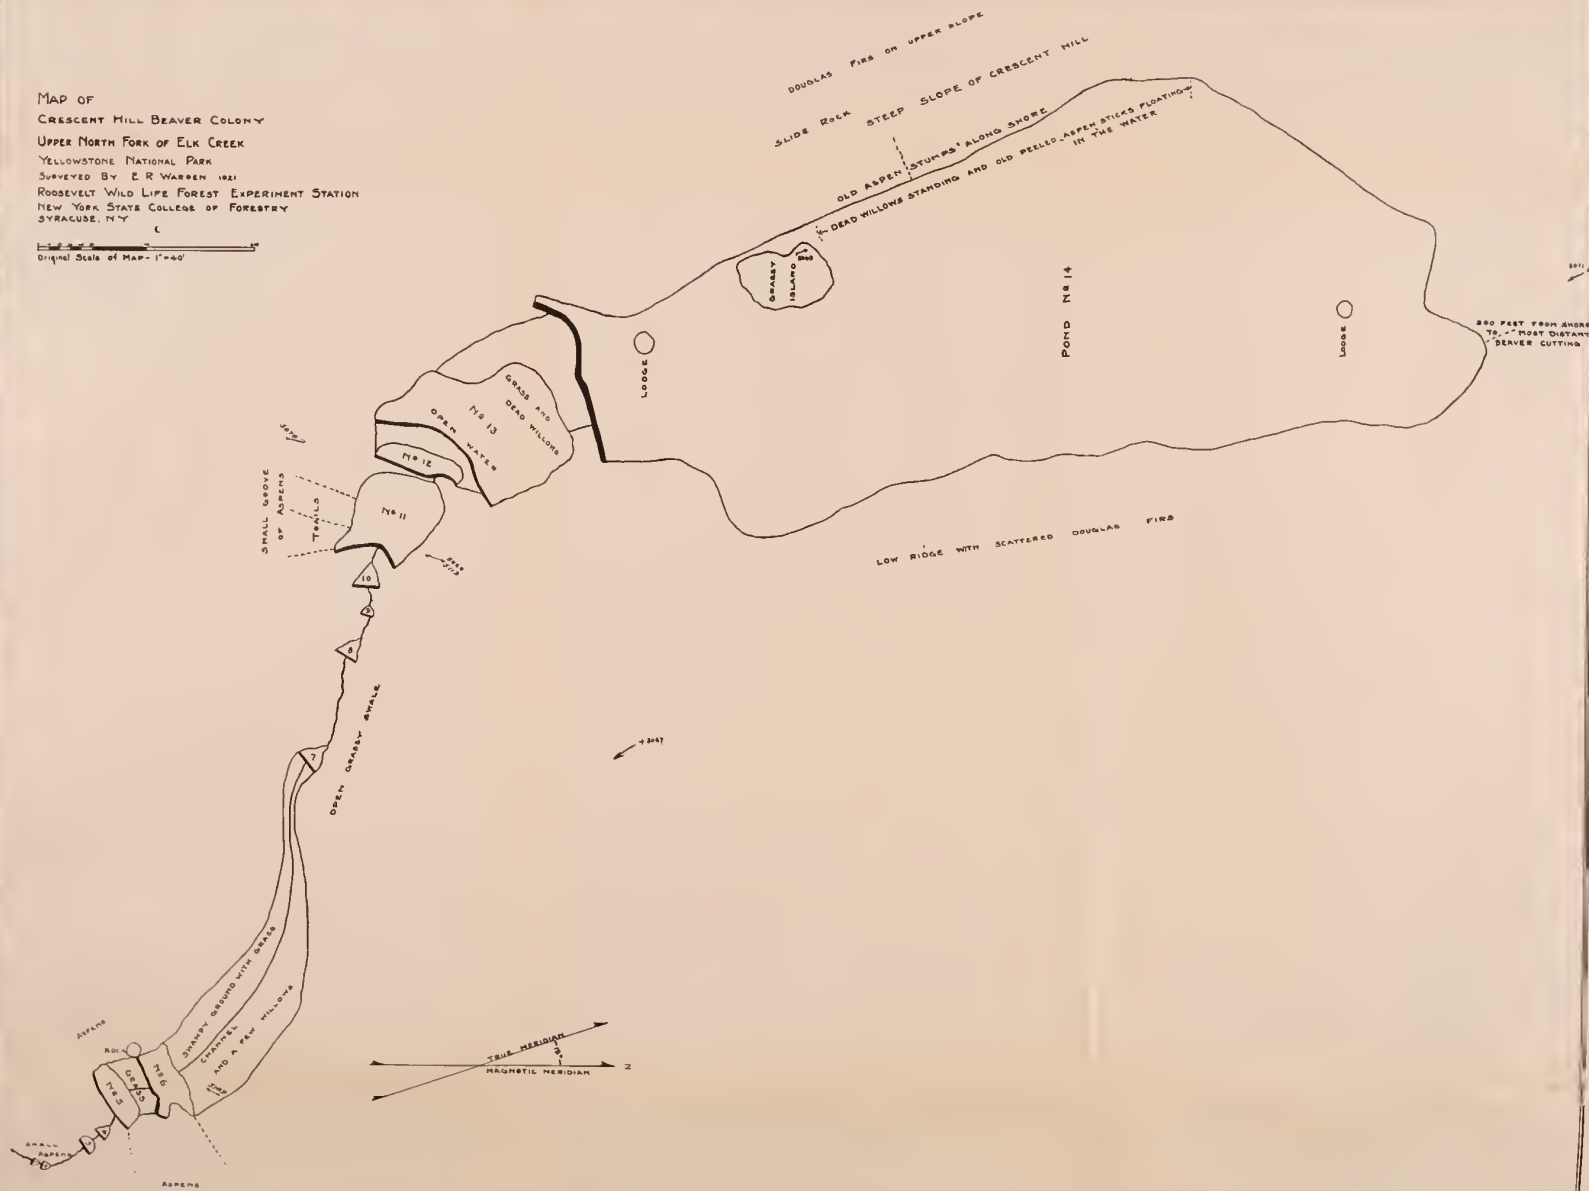 MAP OF
CRESCENT HILL BEAVER COLONY
UPPER NORTH FORK OF ELK CREEK
YELLOWSTONE NATIONAL PARK
SURVEYED BY E R WARREN 1921
ROOSEVELT WILD LIFE FOREST EXPERIMENT STATION
NEW YORK STATE COLLEGE OF FORESTRY
SYRACUSE, N Y
Original Scale of Map - 1"=40'
DOUGLAS FIRS ON UPPER SLOPE
SLIDE ROCK STEEP SLOPE OF CRESCENT HILL
OLD ASPEN STUMPS ALONG SHORE
DEAD WILLOWS STANDING AND OLD PEELED ASPEN STICKS FLOATING
IN THE WATER
GRASSY
ISLAND
POND No 14
LODGE
LODGE
500 FEET FROM SHORE
TO MOST DISTANT
BEAVER CUTTING
GRASS AND
DEAD WILLOWS
No 13
OPEN WATER
No 12
SMALL GROVE
OF ASPENS
TRAILS
No 11
10
9
8
7
OPEN GRASSY SWALE
LOW RIDGE WITH SCATTERED DOUGLAS FIRS
SWAMPY GROUND WITH GRASS
CHANNEL
AND A FEW WILLOWS
ASPENS
ROCK
No 6
GRASS
No 5
4
3
SMALL
ASPENS
ASPENS
TRUE MERIDIAN
MAGNETIC MERIDIAN
N